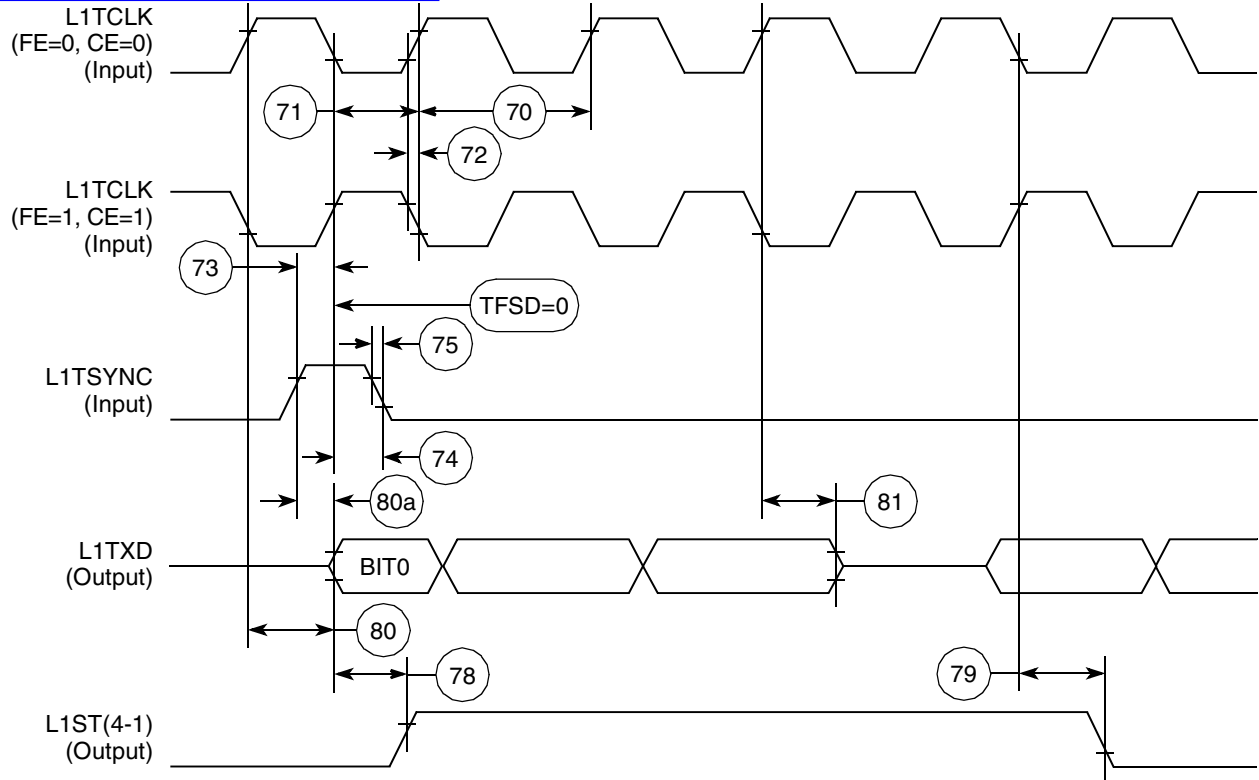 L1TCLK
(FE=0, CE=0)
(Input)
71
70
72
L1TCLK
(FE=1, CE=1)
(Input)
73
TFSD=0
75
L1TSYNC
(Input)
74
80a
81
L1TXD
(Output)
BIT0
80
78
79
L1ST(4-1)
(Output)